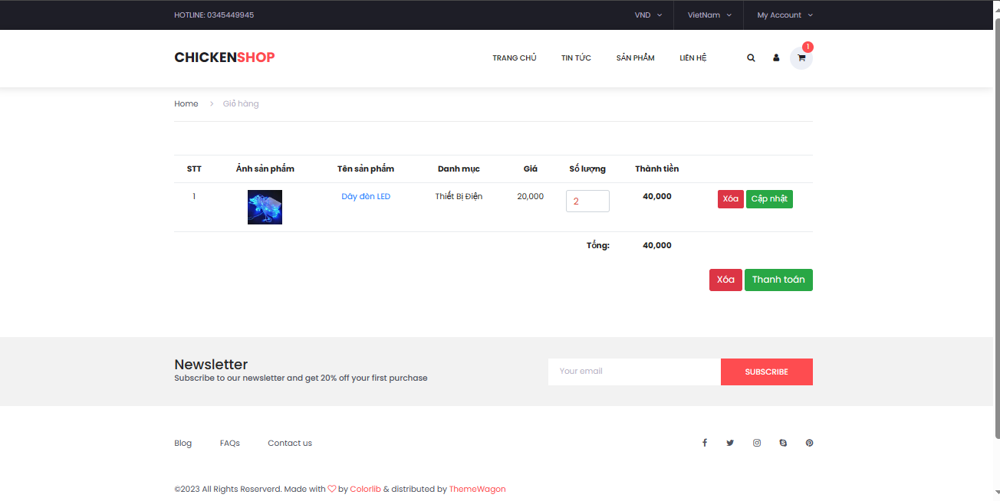 HOTLINE: 0345449945 VND VietNam My Account
CHICKENSHOP TRANG CHỦ TIN TỨC SẢN PHẨM LIÊN HỆ 1
Home > Giỏ hàng
STT Ảnh sản phẩm Tên sản phẩm Danh mục Giá Số lượng Thành tiền
1 Dây đèn LED Thiết Bị Điện 20,000 2 40,000 Xóa Cập nhật
Tổng: 40,000
Xóa Thanh toán
Newsletter
Subscribe to our newsletter and get 20% off your first purchase
Your email SUBSCRIBE
Blog FAQs Contact us
©2023 All Rights Reserverd. Made with ♡ by Colorlib & distributed by ThemeWagon